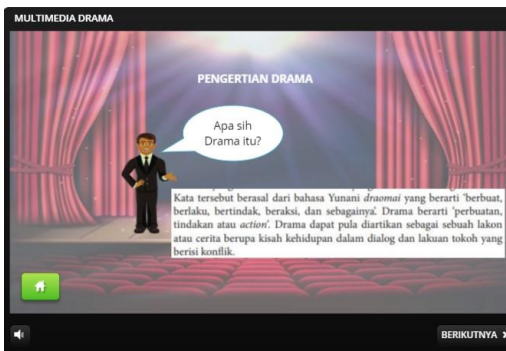 MULTIMEDIA DRAMA
PENGERTIAN DRAMA
Apa sih
Drama itu?
Kata tersebut berasal dari bahasa Yunani draomai yang berarti ‘berbuat,
berlaku, bertindak, beraksi, dan sebagainya’. Drama berarti ‘perbuatan,
tindakan atau action’. Drama dapat pula diartikan sebagai sebuah lakon
atau cerita berupa kisah kehidupan dalam dialog dan lakuan tokoh yang
berisi konflik.
BERIKUTNYA